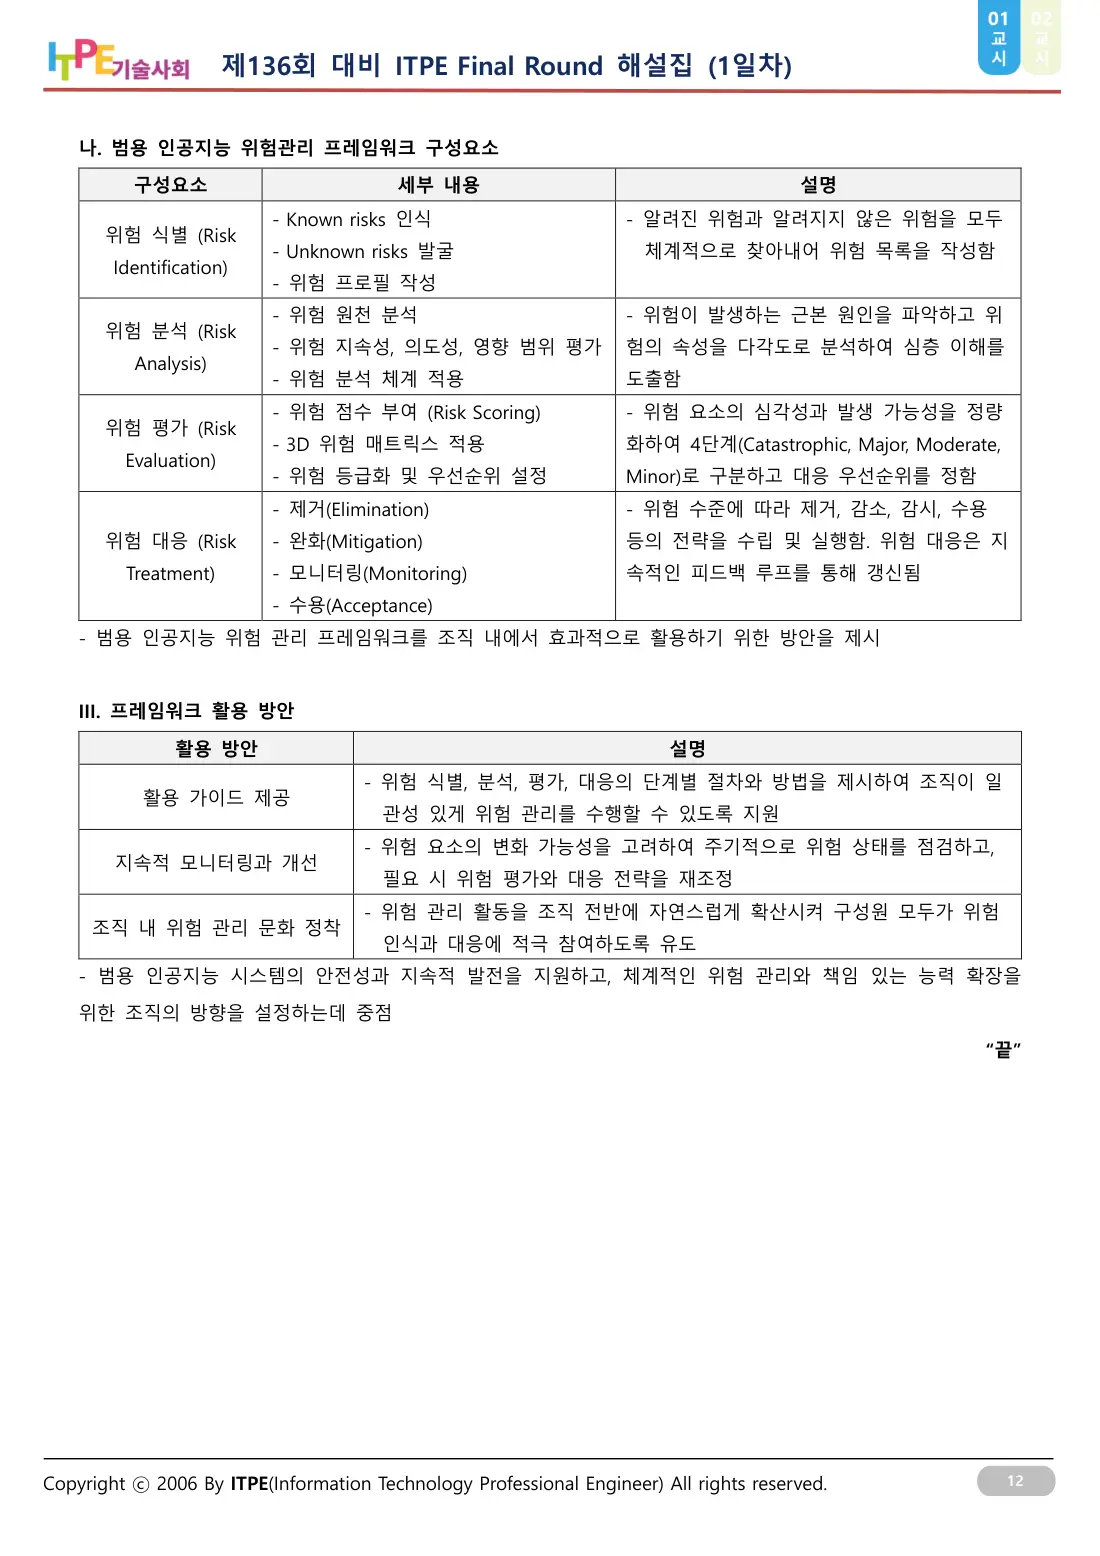 ITPE기술사회 제136회 대비 ITPE Final Round 해설집 (1일차)
01 교시
02 교시
나. 범용 인공지능 위험관리 프레임워크 구성요소
구성요소 세부 내용 설명
위험 식별 (Risk
Identification)
- Known risks 인식
- Unknown risks 발굴
- 위험 프로필 작성
- 알려진 위험과 알려지지 않은 위험을 모두
체계적으로 찾아내어 위험 목록을 작성함
위험 분석 (Risk
Analysis)
- 위험 원천 분석
- 위험 지속성, 의도성, 영향 범위 평가
- 위험 분석 체계 적용
- 위험이 발생하는 근본 원인을 파악하고 위
험의 속성을 다각도로 분석하여 심층 이해를
도출함
위험 평가 (Risk
Evaluation)
- 위험 점수 부여 (Risk Scoring)
- 3D 위험 매트릭스 적용
- 위험 등급화 및 우선순위 설정
- 위험 요소의 심각성과 발생 가능성을 정량
화하여 4단계(Catastrophic, Major, Moderate,
Minor)로 구분하고 대응 우선순위를 정함
위험 대응 (Risk
Treatment)
- 제거(Elimination)
- 완화(Mitigation)
- 모니터링(Monitoring)
- 수용(Acceptance)
- 위험 수준에 따라 제거, 감소, 감시, 수용
등의 전략을 수립 및 실행함. 위험 대응은 지
속적인 피드백 루프를 통해 갱신됨
- 범용 인공지능 위험 관리 프레임워크를 조직 내에서 효과적으로 활용하기 위한 방안을 제시
III. 프레임워크 활용 방안
활용 방안 설명
활용 가이드 제공
- 위험 식별, 분석, 평가, 대응의 단계별 절차와 방법을 제시하여 조직이 일
관성 있게 위험 관리를 수행할 수 있도록 지원
지속적 모니터링과 개선
- 위험 요소의 변화 가능성을 고려하여 주기적으로 위험 상태를 점검하고,
필요 시 위험 평가와 대응 전략을 재조정
조직 내 위험 관리 문화 정착
- 위험 관리 활동을 조직 전반에 자연스럽게 확산시켜 구성원 모두가 위험
인식과 대응에 적극 참여하도록 유도
- 범용 인공지능 시스템의 안전성과 지속적 발전을 지원하고, 체계적인 위험 관리와 책임 있는 능력 확장을
위한 조직의 방향을 설정하는데 중점
“끝”
Copyright ⓒ 2006 By ITPE(Information Technology Professional Engineer) All rights reserved.
12